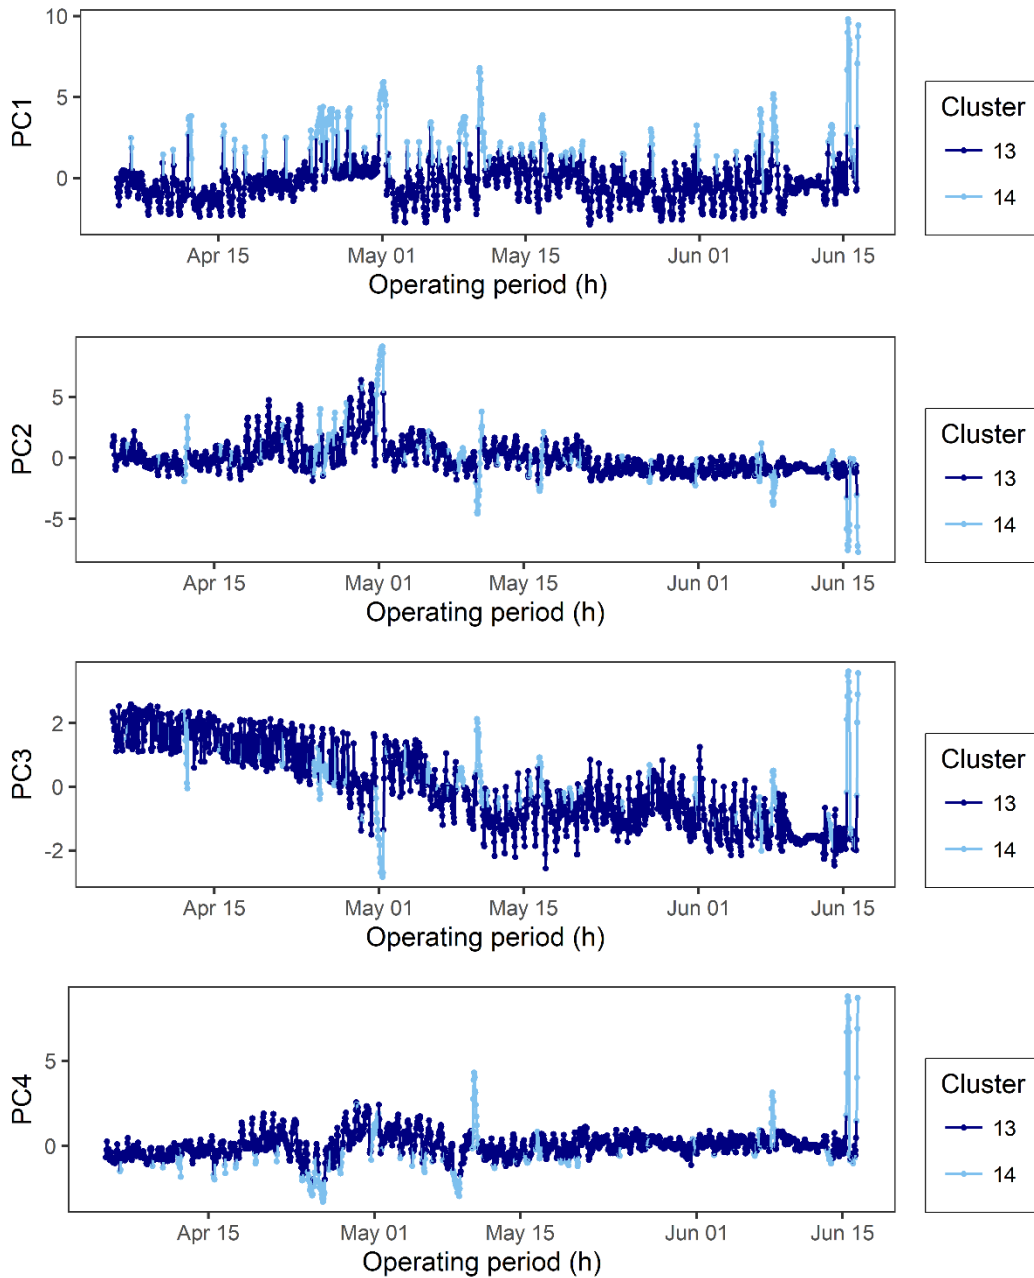 PC1
10
5
0
Apr 15 May 01 May 15 Jun 01 Jun 15
Operating period (h)
Cluster
13
14
PC2
5
0
-5
Apr 15 May 01 May 15 Jun 01 Jun 15
Operating period (h)
Cluster
13
14
PC3
2
0
-2
Apr 15 May 01 May 15 Jun 01 Jun 15
Operating period (h)
Cluster
13
14
PC4
5
0
Apr 15 May 01 May 15 Jun 01 Jun 15
Operating period (h)
Cluster
13
14